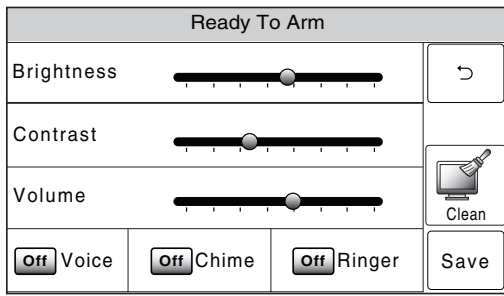 Ready To Arm
Brightness
Contrast
Volume
Clean
Off Voice
Off Chime
Off Ringer
Save